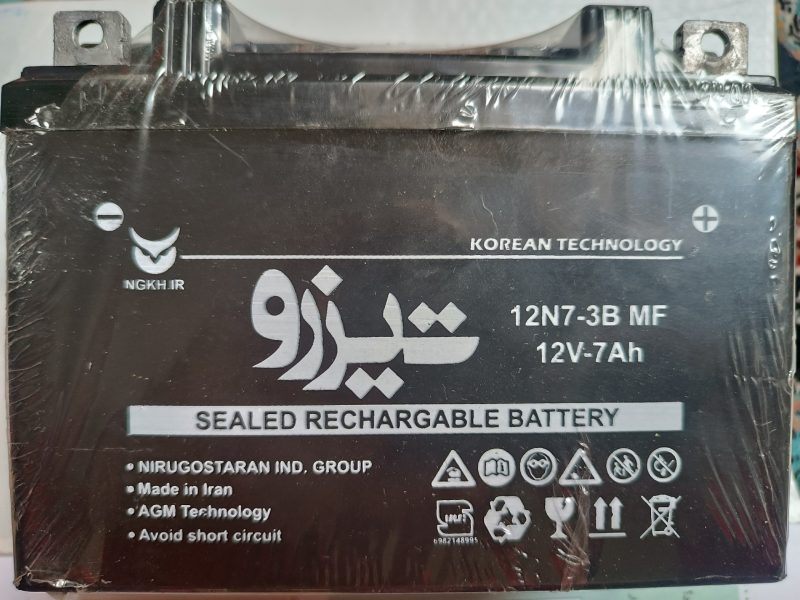 KOREAN TECHNOLOGY
NGKH.IR
تیزرو
12N7-3B MF
12V-7Ah
SEALED RECHARGABLE BATTERY
• NIRUGOSTARAN IND. GROUP
• Made in Iran
• AGM Technology
• Avoid short circuit
6982148995